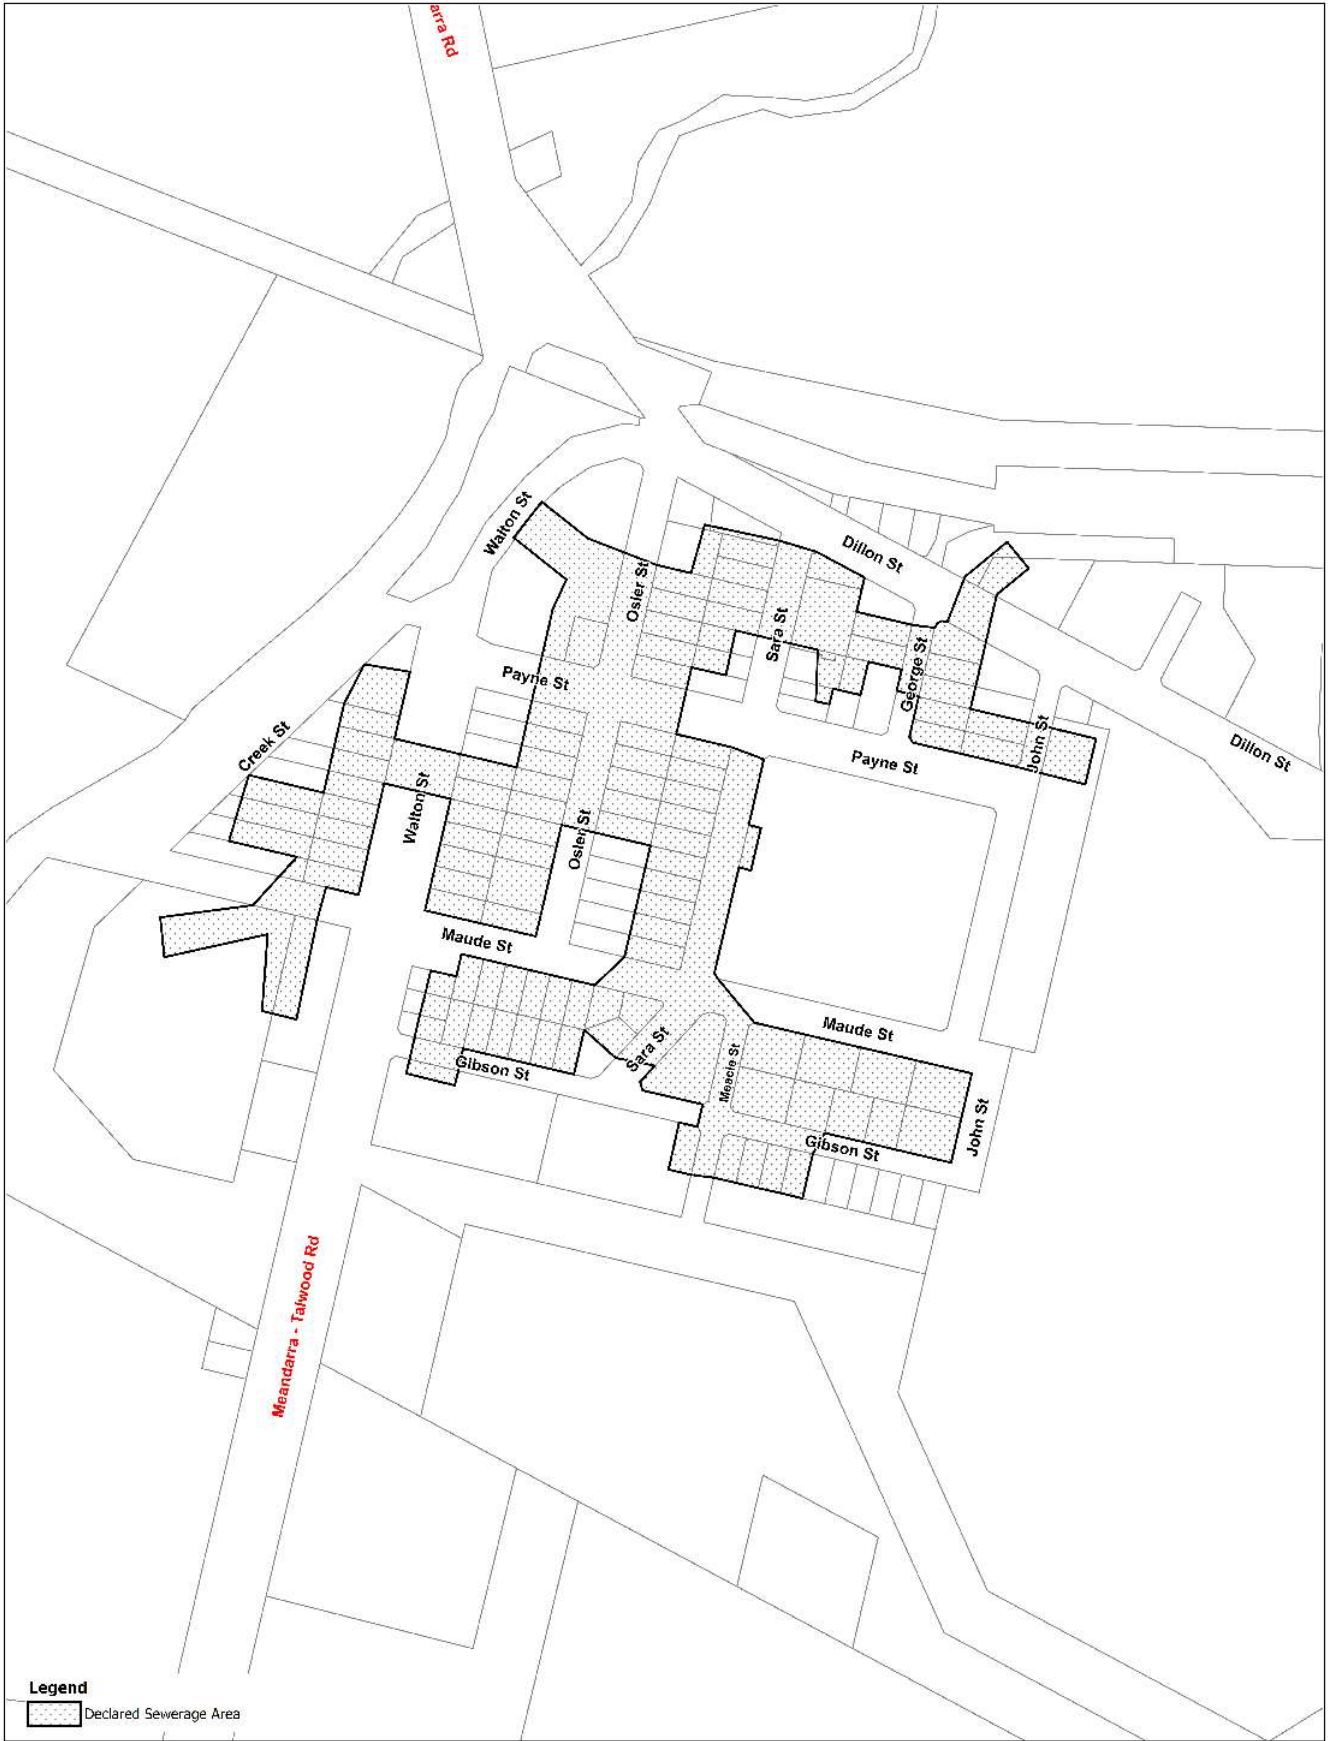 arra Rd
Walton St
Dillon St
Osler St
Sara St
George St
Payne St
Creek St
John St
Payne St
Dillon St
Walton St
Osler St
Maude St
Maude St
Sara St
Meacle St
Gibson St
John St
Gibson St
Meandarra - Talwood Rd
Legend
Declared Sewerage Area